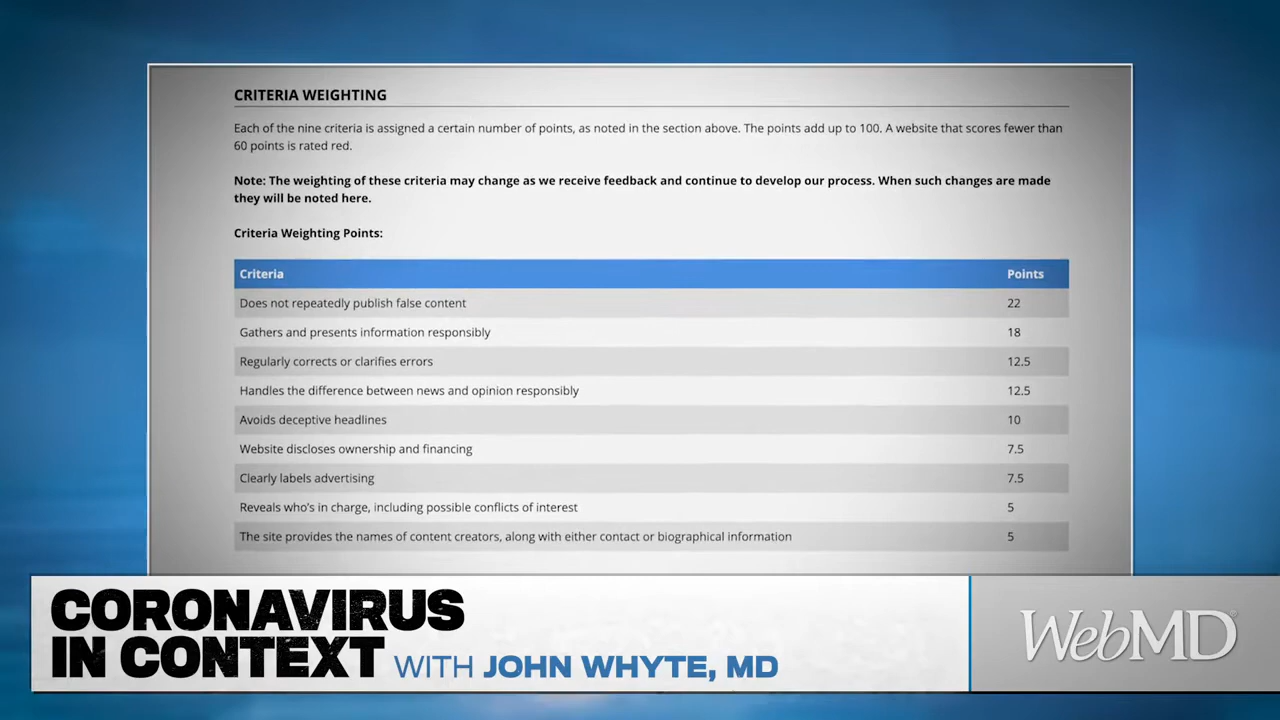 CRITERIA WEIGHTING
Each of the nine criteria is assigned a certain number of points, as noted in the section above. The points add up to 100. A website that scores fewer than
60 points is rated red.
Note: The weighting of these criteria may change as we receive feedback and continue to develop our process. When such changes are made
they will be noted here.
Criteria Weighting Points:
Criteria Points
Does not repeatedly publish false content 22
Gathers and presents information responsibly 18
Regularly corrects or clarifies errors 12.5
Handles the difference between news and opinion responsibly 12.5
Avoids deceptive headlines 10
Website discloses ownership and financing 7.5
Clearly labels advertising 7.5
Reveals who's in charge, including possible conflicts of interest 5
The site provides the names of content creators, along with either contact or biographical information 5
CORONAVIRUS
IN CONTEXT WITH JOHN WHYTE, MD
WebMD®